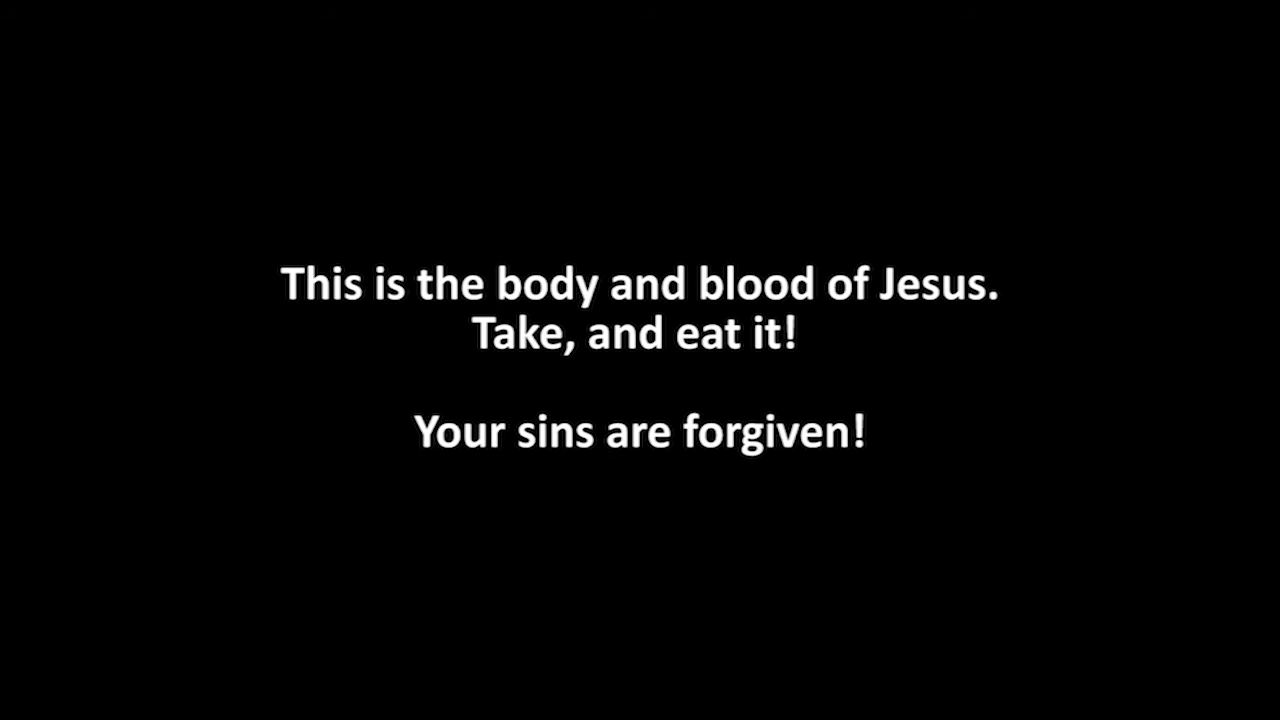 This is the body and blood of Jesus.
Take, and eat it!
Your sins are forgiven!